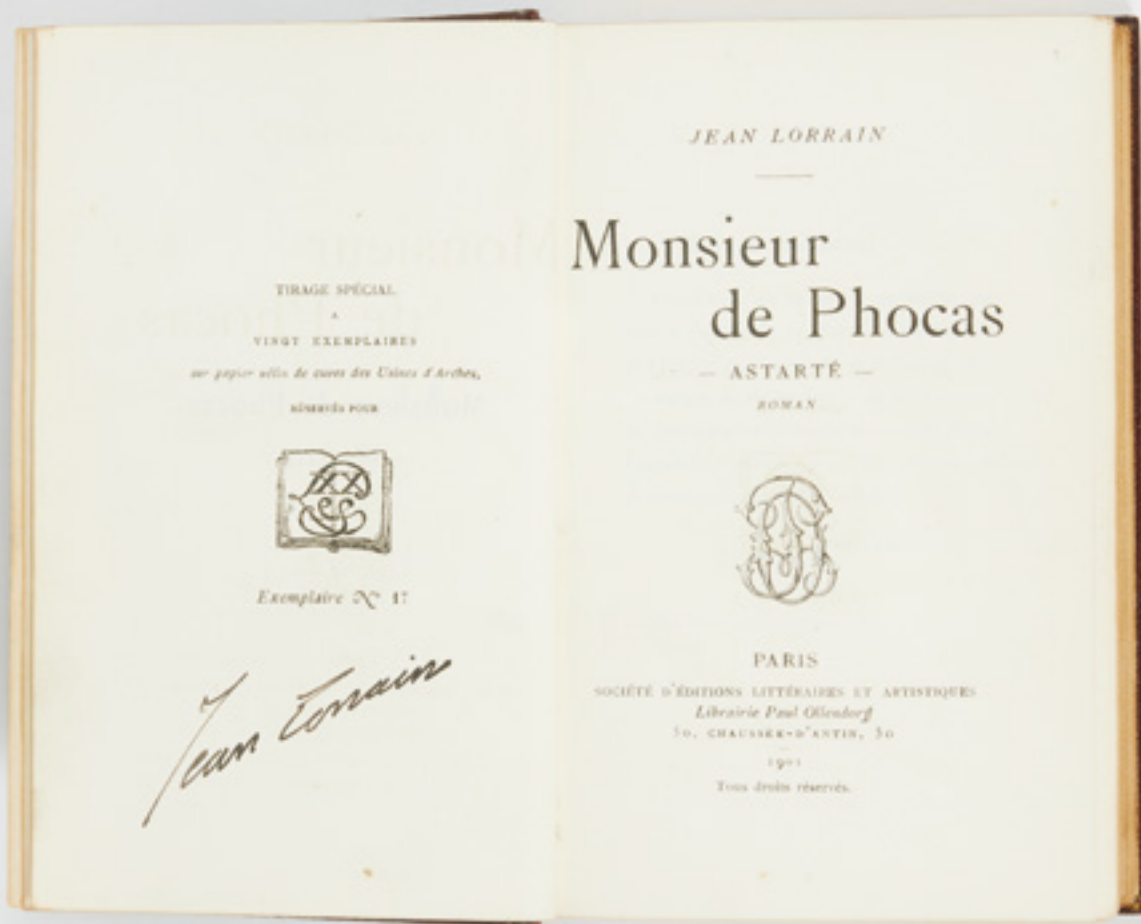 TIRAGE SPÉCIAL
A
VINGT EXEMPLAIRES
sur papier vélin de cuves des Usines d'Arches,
RÉSERVÉS POUR
XX
Exemplaire No 17
Jean Lorrain
JEAN LORRAIN
Monsieur
de Phocas
— ASTARTÉ —
ROMAN
PARIS
SOCIÉTÉ D'ÉDITIONS LITTÉRAIRES ET ARTISTIQUES
Librairie Paul Ollendorff
50, CHAUSSÉE-D'ANTIN, 50
1901
Tous droits réservés.